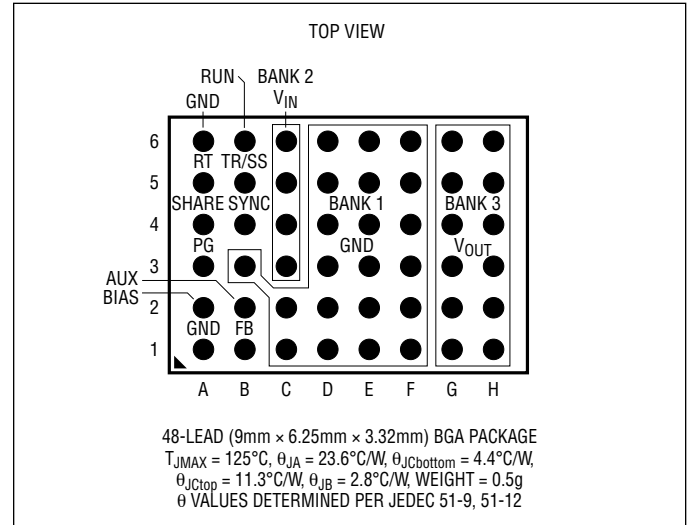 TOP VIEW
RUN BANK 2
GND VIN
6
RT TR/SS
5
SHARE SYNC BANK 1 BANK 3
4
PG GND VOUT
3
AUX
BIAS 2
GND FB
1
A B C D E F G H
48-LEAD (9mm × 6.25mm × 3.32mm) BGA PACKAGE
TJMAX = 125°C, θJA = 23.6°C/W, θJCbottom = 4.4°C/W,
θJCtop = 11.3°C/W, θJB = 2.8°C/W, WEIGHT = 0.5g
θ VALUES DETERMINED PER JEDEC 51-9, 51-12